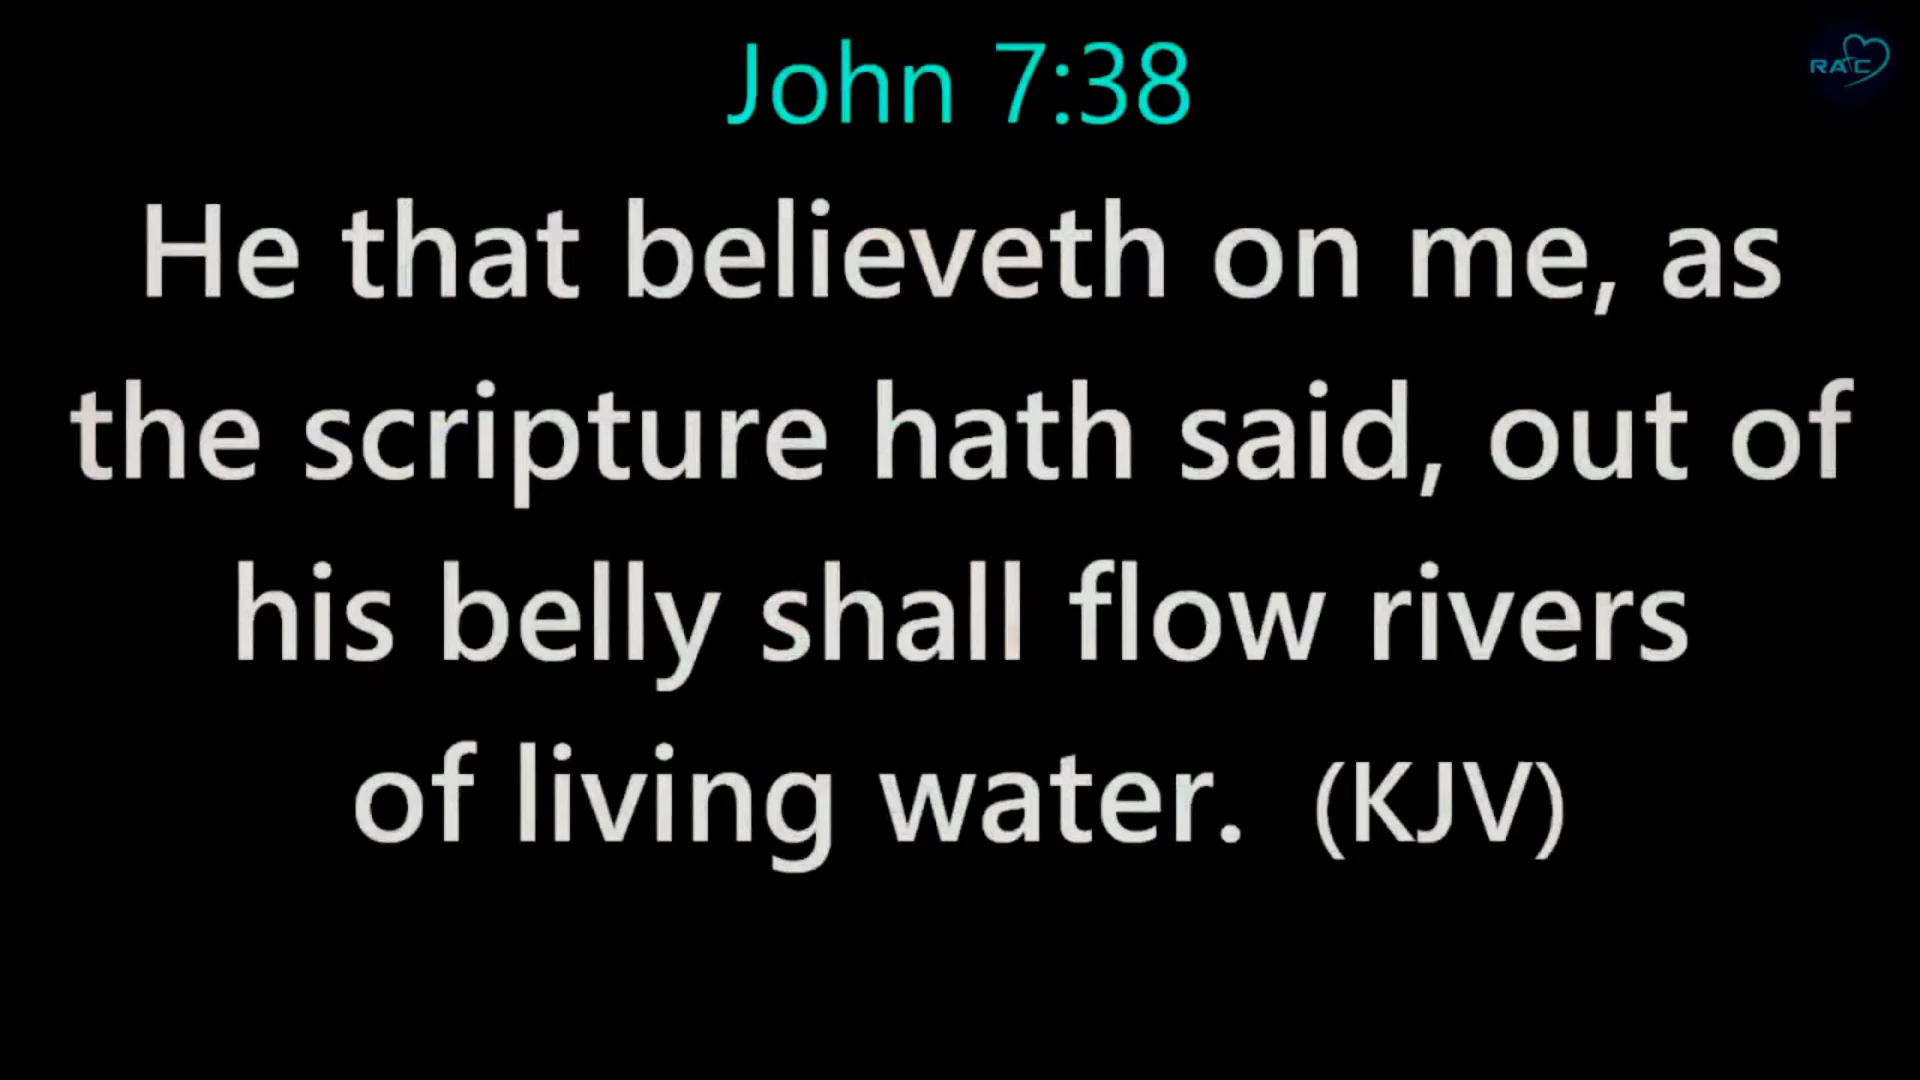 John 7:38
RAC
He that believeth on me, as
the scripture hath said, out of
his belly shall flow rivers
of living water. (KJV)